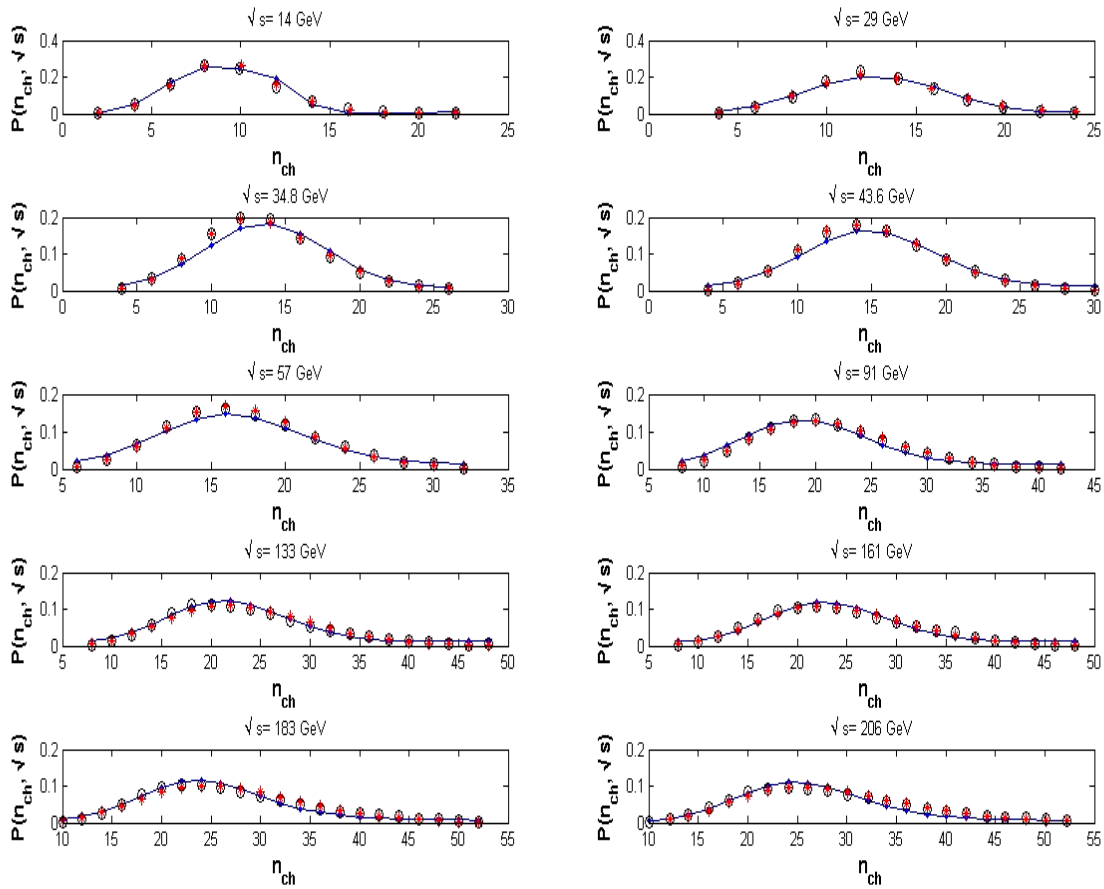 √ s= 14 GeV
P(n_ch, √ s)
0.4
0.2
0
0 5 10 15 20 25
n_ch
√ s= 29 GeV
P(n_ch, √ s)
0.4
0.2
0
0 5 10 15 20 25
n_ch
√ s= 34.8 GeV
P(n_ch, √ s)
0.2
0.1
0
0 5 10 15 20 25 30
n_ch
√ s= 43.6 GeV
P(n_ch, √ s)
0.2
0.1
0
0 5 10 15 20 25 30
n_ch
√ s= 57 GeV
P(n_ch, √ s)
0.2
0.1
0
5 10 15 20 25 30 35
n_ch
√ s= 91 GeV
P(n_ch, √ s)
0.2
0.1
0
5 10 15 20 25 30 35 40 45
n_ch
√ s= 133 GeV
P(n_ch, √ s)
0.2
0.1
0
5 10 15 20 25 30 35 40 45 50
n_ch
√ s= 161 GeV
P(n_ch, √ s)
0.2
0.1
0
5 10 15 20 25 30 35 40 45 50
n_ch
√ s= 183 GeV
P(n_ch, √ s)
0.2
0.1
0
10 15 20 25 30 35 40 45 50 55
n_ch
√ s= 206 GeV
P(n_ch, √ s)
0.2
0.1
0
10 15 20 25 30 35 40 45 50 55
n_ch